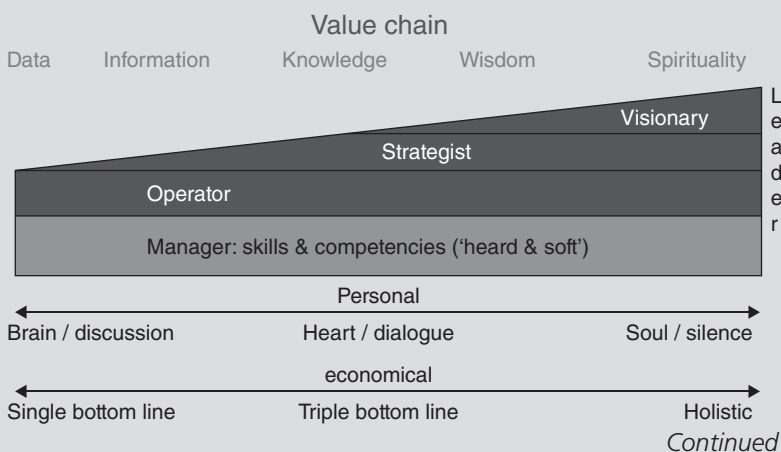 Value chain
Data Information Knowledge Wisdom Spirituality
Visionary
Strategist
Operator
Leader
Manager: skills & competencies (‘heard & soft’)
Personal
Brain / discussion Heart / dialogue Soul / silence
economical
Single bottom line Triple bottom line Holistic
Continued